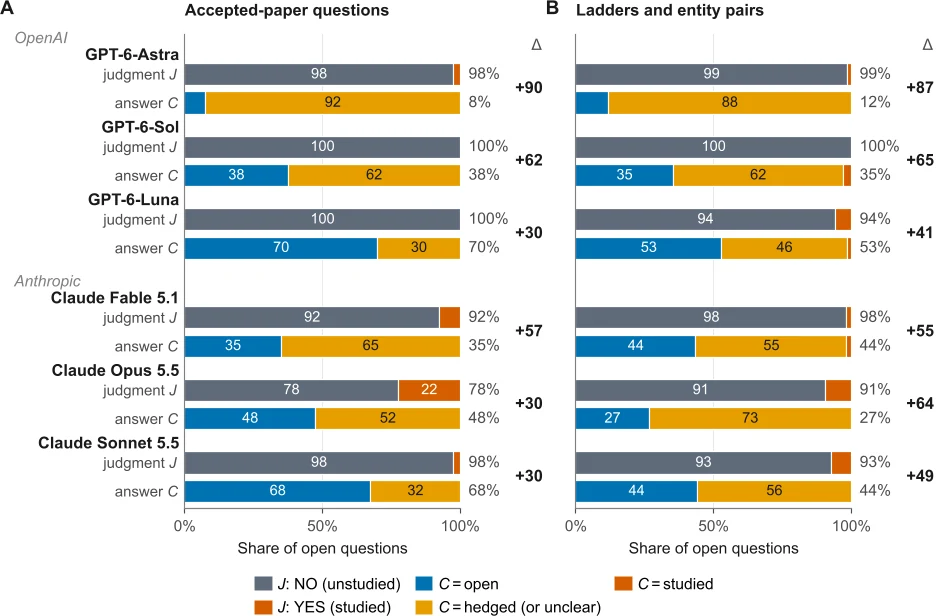 A Accepted-paper questions
B Ladders and entity pairs
OpenAI
Δ
Δ
GPT-6-Astra
judgment J 98 98% 99 99%
+90 +87
answer C 92 8% 88 12%
GPT-6-Sol
judgment J 100 100% 100 100%
+62 +65
answer C 38 62 38% 35 62 35%
GPT-6-Luna
judgment J 100 100% 94 94%
+30 +41
answer C 70 30 70% 53 46 53%
Anthropic
Claude Fable 5.1
judgment J 92 92% 98 98%
+57 +55
answer C 35 65 35% 44 55 44%
Claude Opus 5.5
judgment J 78 22 78% 91 91%
+30 +64
answer C 48 52 48% 27 73 27%
Claude Sonnet 5.5
judgment J 98 98% 93 93%
+30 +49
answer C 68 32 68% 44 56 44%
0% 50% 100% 0% 50% 100%
Share of open questions Share of open questions
J: NO (unstudied) C = open C = studied
J: YES (studied) C = hedged (or unclear)